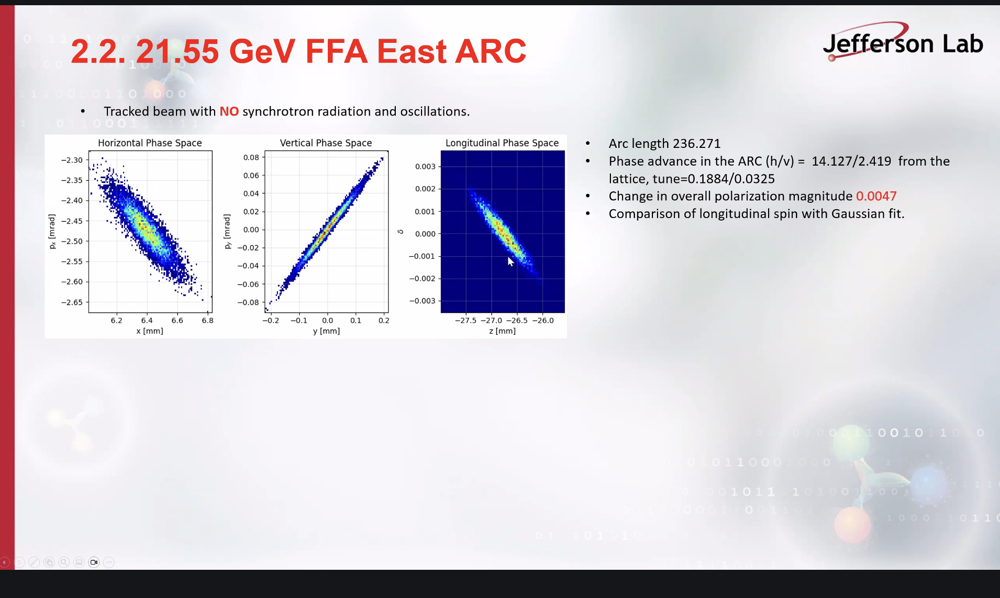 2.2. 21.55 GeV FFA East ARC
Jefferson Lab
• Tracked beam with NO synchrotron radiation and oscillations.
Horizontal Phase Space
−2.30
−2.35
−2.40
−2.45
−2.50
−2.55
−2.60
−2.65
pₓ [mrad]
6.2 6.4 6.6 6.8
x [mm]
Vertical Phase Space
0.08
0.06
0.04
0.02
0.00
−0.02
−0.04
−0.06
−0.08
p_y [mrad]
−0.2 −0.1 0.0 0.1 0.2
y [mm]
Longitudinal Phase Space
0.003
0.002
0.001
0.000
−0.001
−0.002
−0.003
δ
−27.5 −27.0 −26.5 −26.0
z [mm]
• Arc length 236.271
• Phase advance in the ARC (h/v) = 14.127/2.419 from the
lattice, tune=0.1884/0.0325
• Change in overall polarization magnitude 0.0047
• Comparison of longitudinal spin with Gaussian fit.